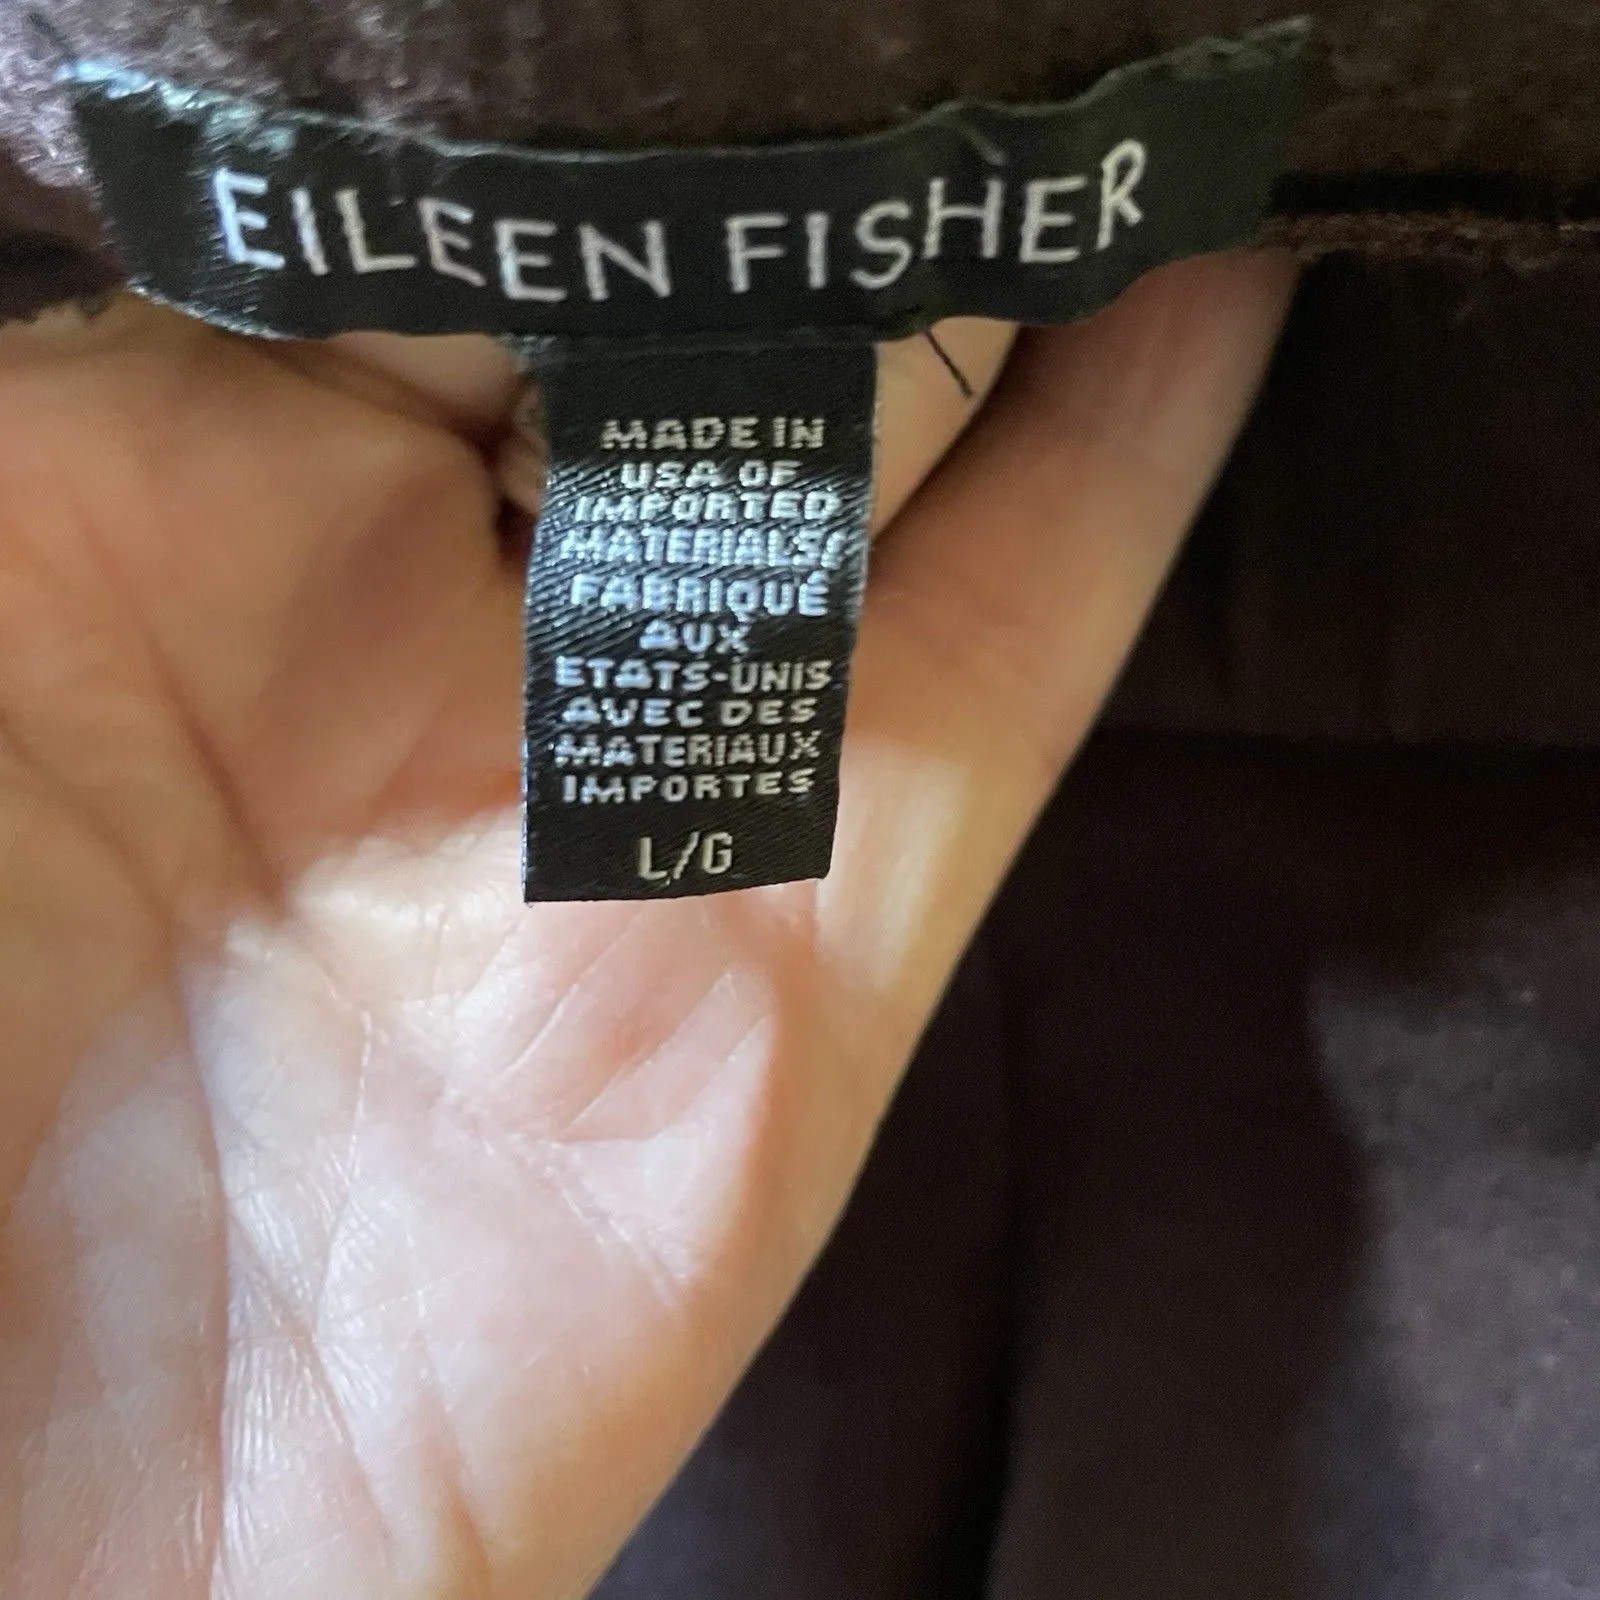 EILEEN FISHER
MADE IN
USA OF
IMPORTED
MATERIALS/
FABRIQUÉ
AUX
ETATS-UNIS
AVEC DES
MATERIAUX
IMPORTES
L/G